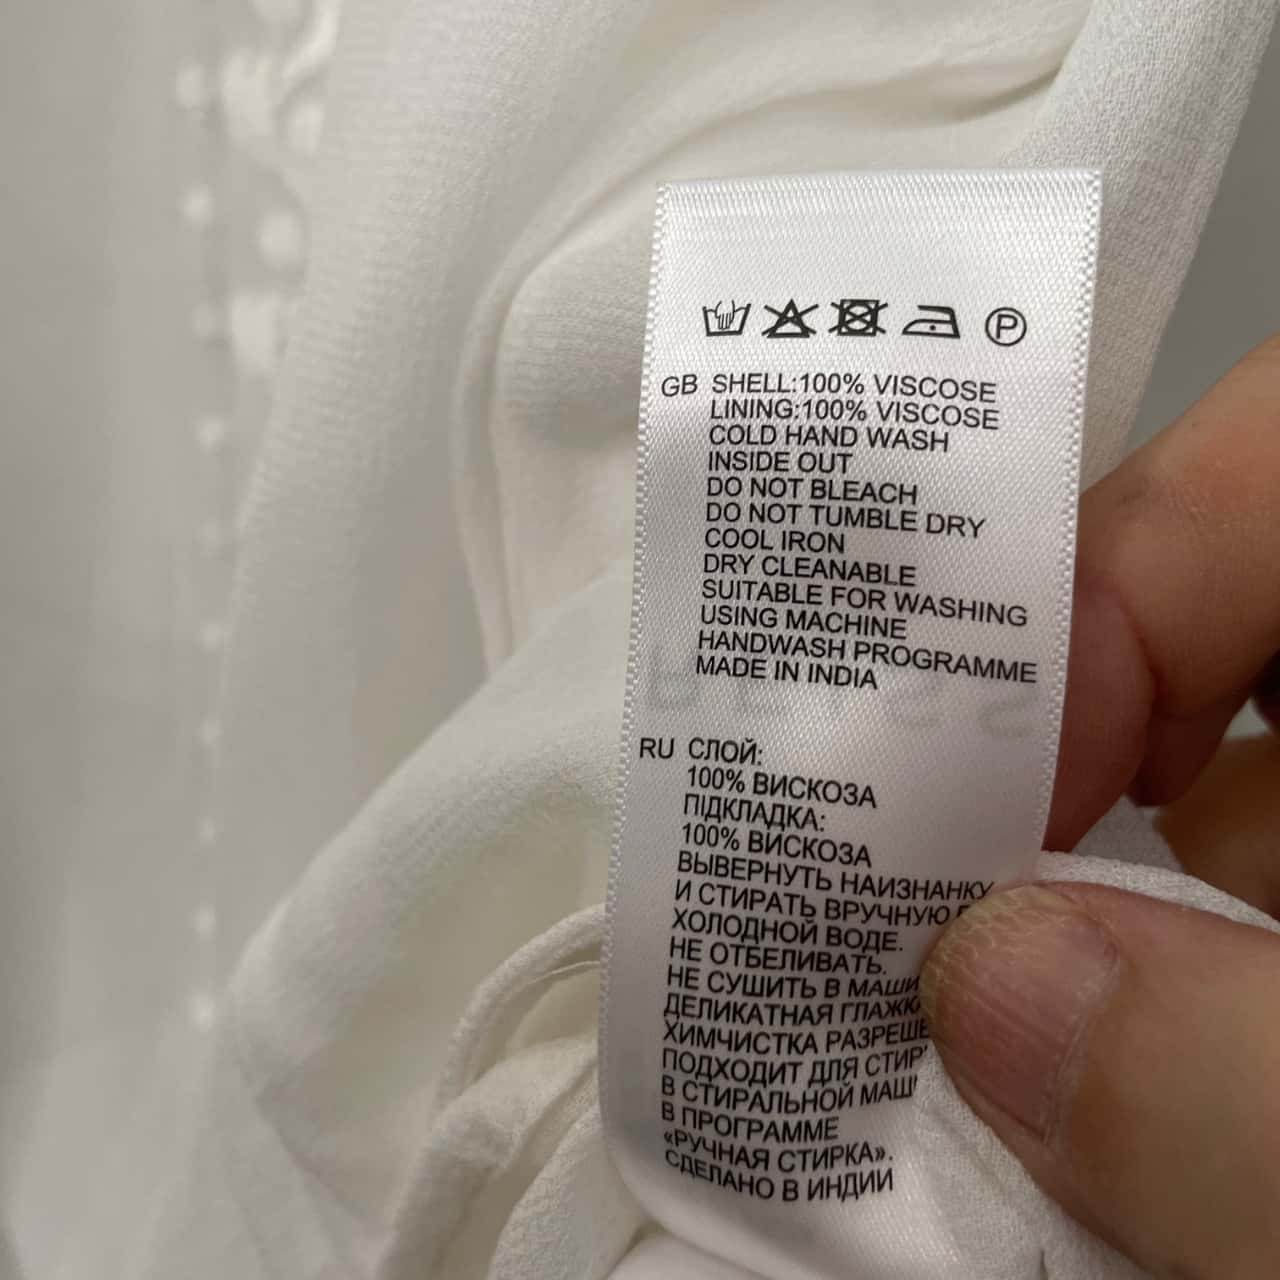 P
GB SHELL:100% VISCOSE
LINING:100% VISCOSE
COLD HAND WASH
INSIDE OUT
DO NOT BLEACH
DO NOT TUMBLE DRY
COOL IRON
DRY CLEANABLE
SUITABLE FOR WASHING
USING MACHINE
HANDWASH PROGRAMME
MADE IN INDIA
RU СЛОЙ:
100% ВИСКОЗА
ПІДКЛАДКА:
100% ВИСКОЗА
ВЫВЕРНУТЬ НАИЗНАНКУ
И СТИРАТЬ ВРУЧНУЮ
ХОЛОДНОЙ ВОДЕ.
НЕ ОТБЕЛИВАТЬ.
НЕ СУШИТЬ В
ДЕЛИКАТНАЯ
ХИМЧИСТКА
ПОДХОДИТ ДЛЯ
В СТИРАЛЬНОЙ
В ПРОГРАММЕ
«РУЧНАЯ СТИРКА».
СДЕЛАНО В ИНДИИ